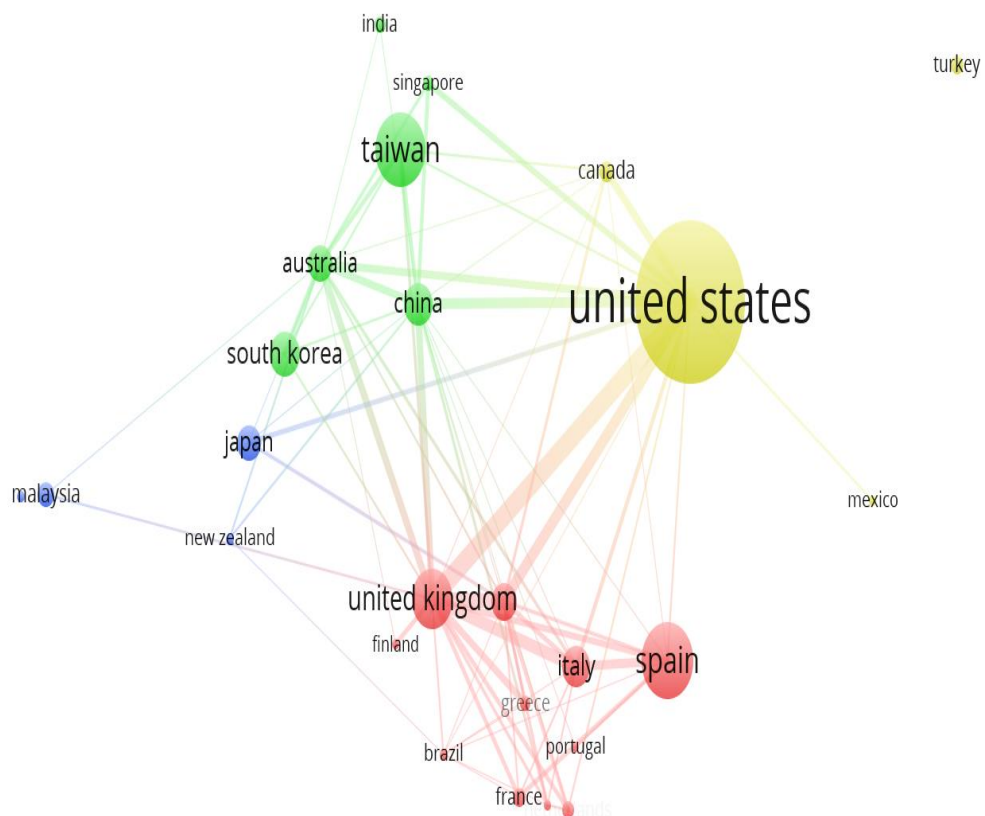 india
turkey
singapore
taiwan
canada
australia
china
united states
south korea
japan
malaysia
mexico
new zealand
united kingdom
finland
italy
spain
greece
brazil
portugal
france